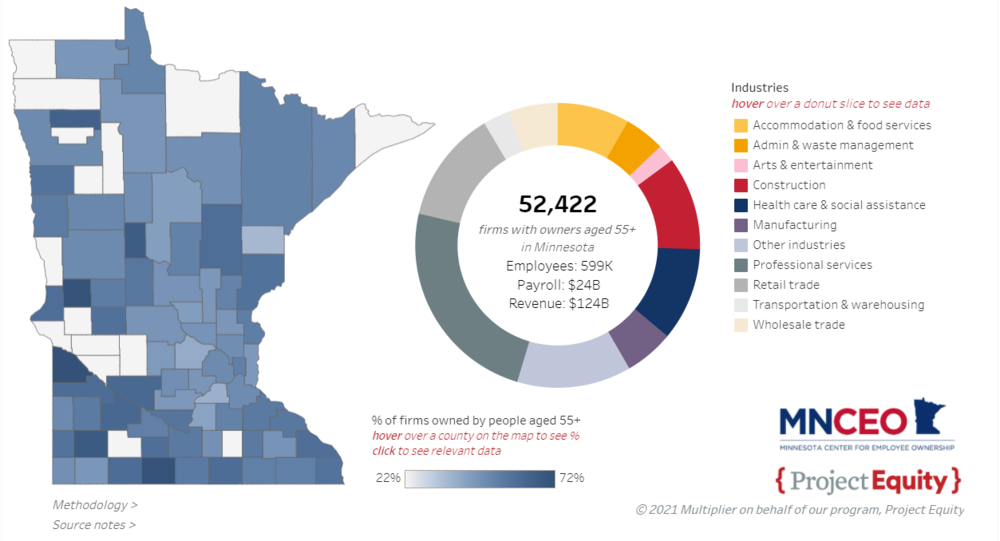 Industries
hover over a donut slice to see data
Accommodation & food services
Admin & waste management
Arts & entertainment
Construction
Health care & social assistance
Manufacturing
Other industries
Professional services
Retail trade
Transportation & warehousing
Wholesale trade
52,422
firms with owners aged 55+
in Minnesota
Employees: 599K
Payroll: $24B
Revenue: $124B
% of firms owned by people aged 55+
hover over a county on the map to see %
click to see relevant data
22% 72%
MNCEO
MINNESOTA CENTER FOR EMPLOYEE OWNERSHIP
{Project Equity}
Methodology >
Source notes >
© 2021 Multiplier on behalf of our program, Project Equity